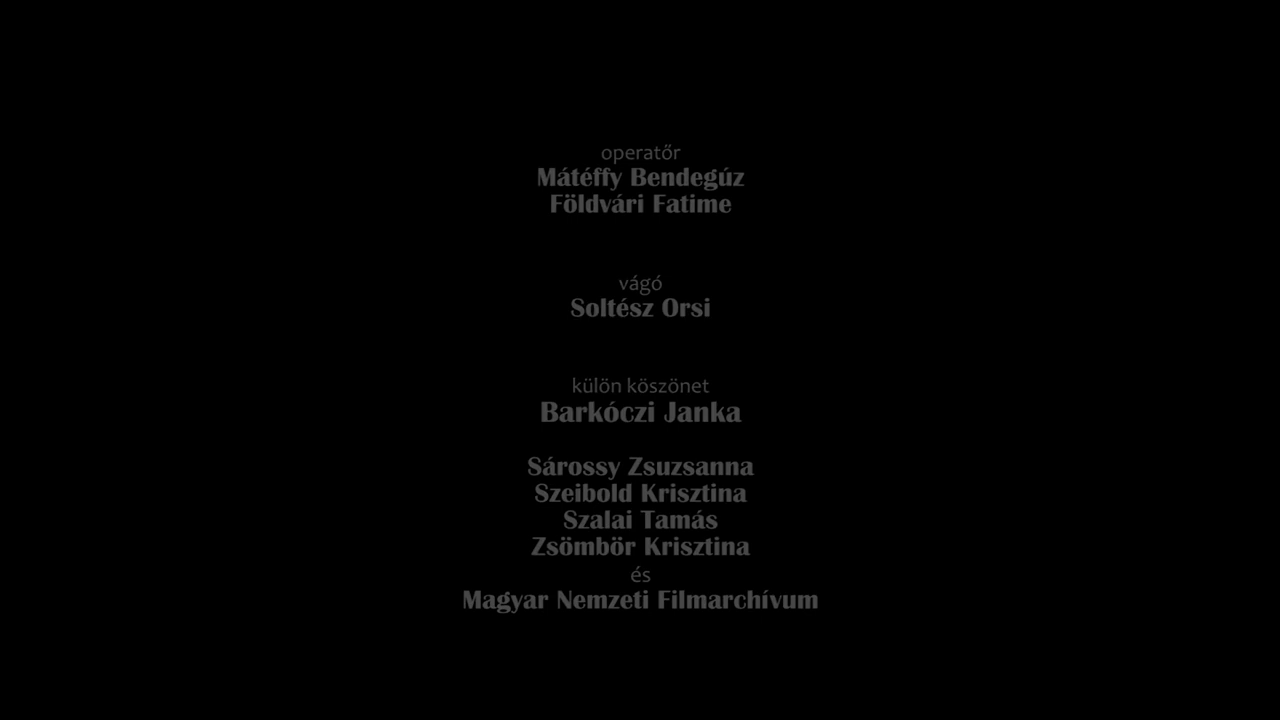 operatőr
Mátéffy Bendegúz
Földvári Fatime
vágó
Soltész Orsi
külön köszönet
Barkóczi Janka
Sárossy Zsuzsanna
Szeibold Krisztina
Szalai Tamás
Zsömbör Krisztina
és
Magyar Nemzeti Filmarchívum